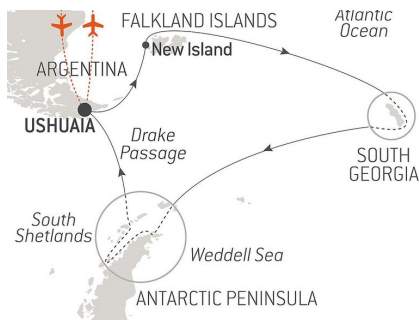 Atlantic
Ocean
FALKLAND ISLANDS
New Island
ARGENTINA
USHUAIA
Drake
Passage
SOUTH
GEORGIA
South
Shetlands
Weddell Sea
ANTARCTIC PENINSULA